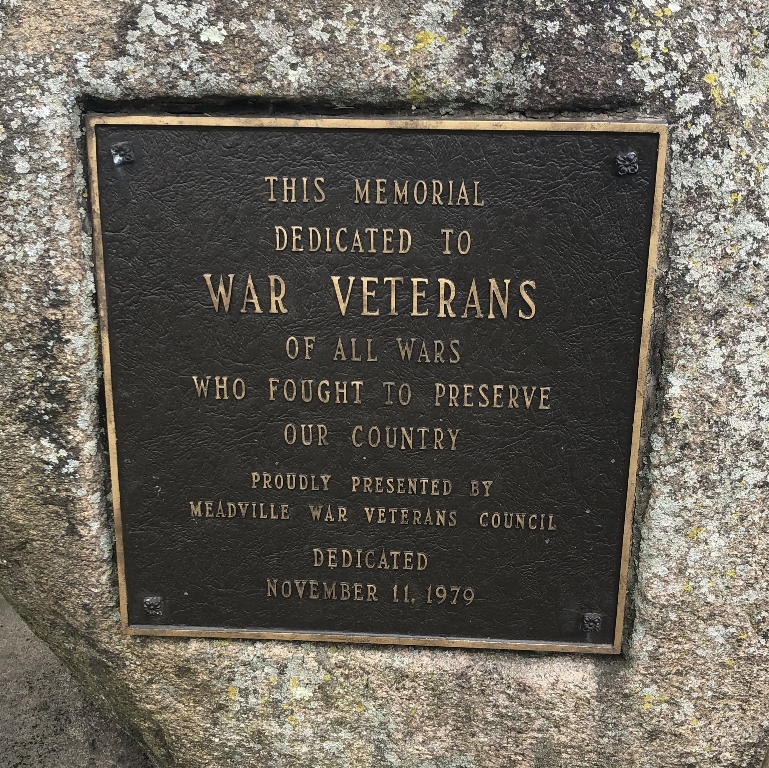 THIS MEMORIAL
DEDICATED TO
WAR VETERANS
OF ALL WARS
WHO FOUGHT TO PRESERVE
OUR COUNTRY
PROUDLY PRESENTED BY
MEADVILLE WAR VETERANS COUNCIL
DEDICATED
NOVEMBER 11, 1979